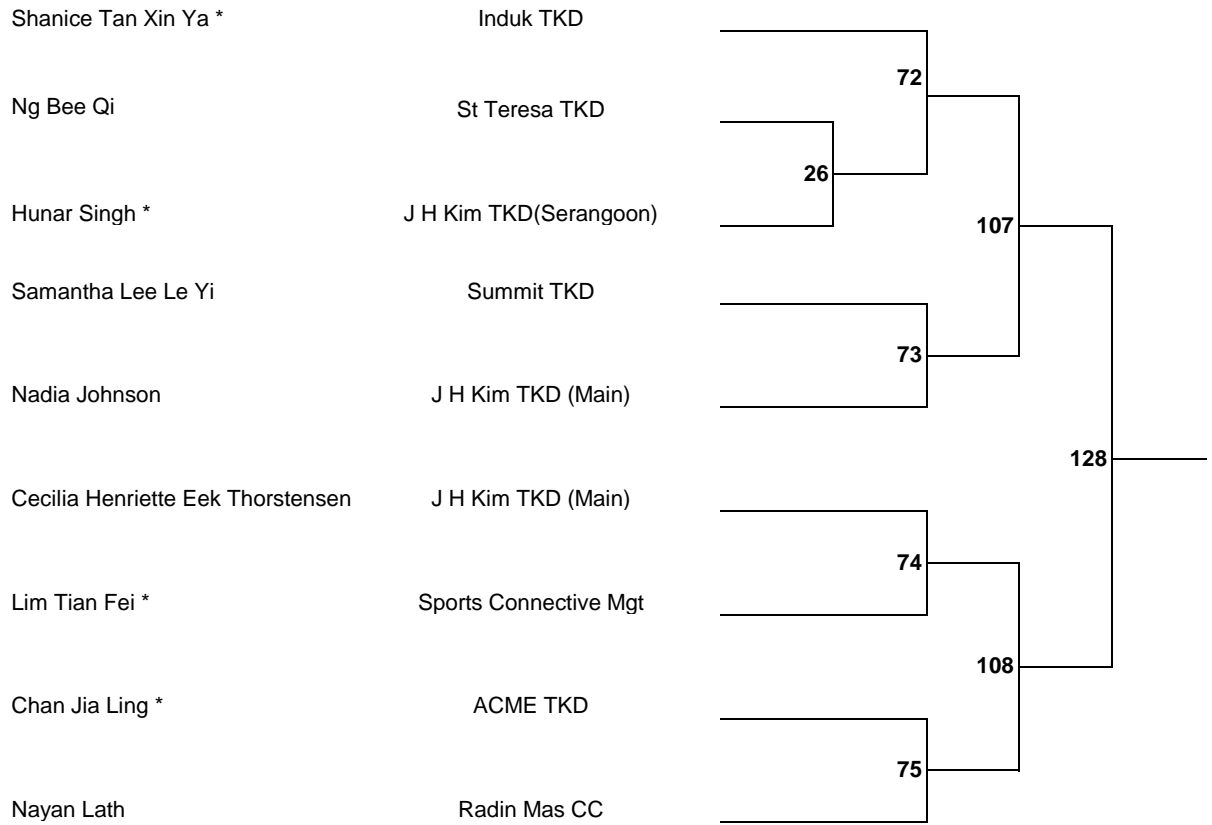 Shanice Tan Xin Ya * Induk TKD
72
Ng Bee Qi St Teresa TKD
26
Hunar Singh * J H Kim TKD(Serangoon)
107
Samantha Lee Le Yi Summit TKD
73
Nadia Johnson J H Kim TKD (Main)
128
Cecilia Henriette Eek Thorstensen J H Kim TKD (Main)
74
Lim Tian Fei * Sports Connective Mgt
108
Chan Jia Ling * ACME TKD
75
Nayan Lath Radin Mas CC